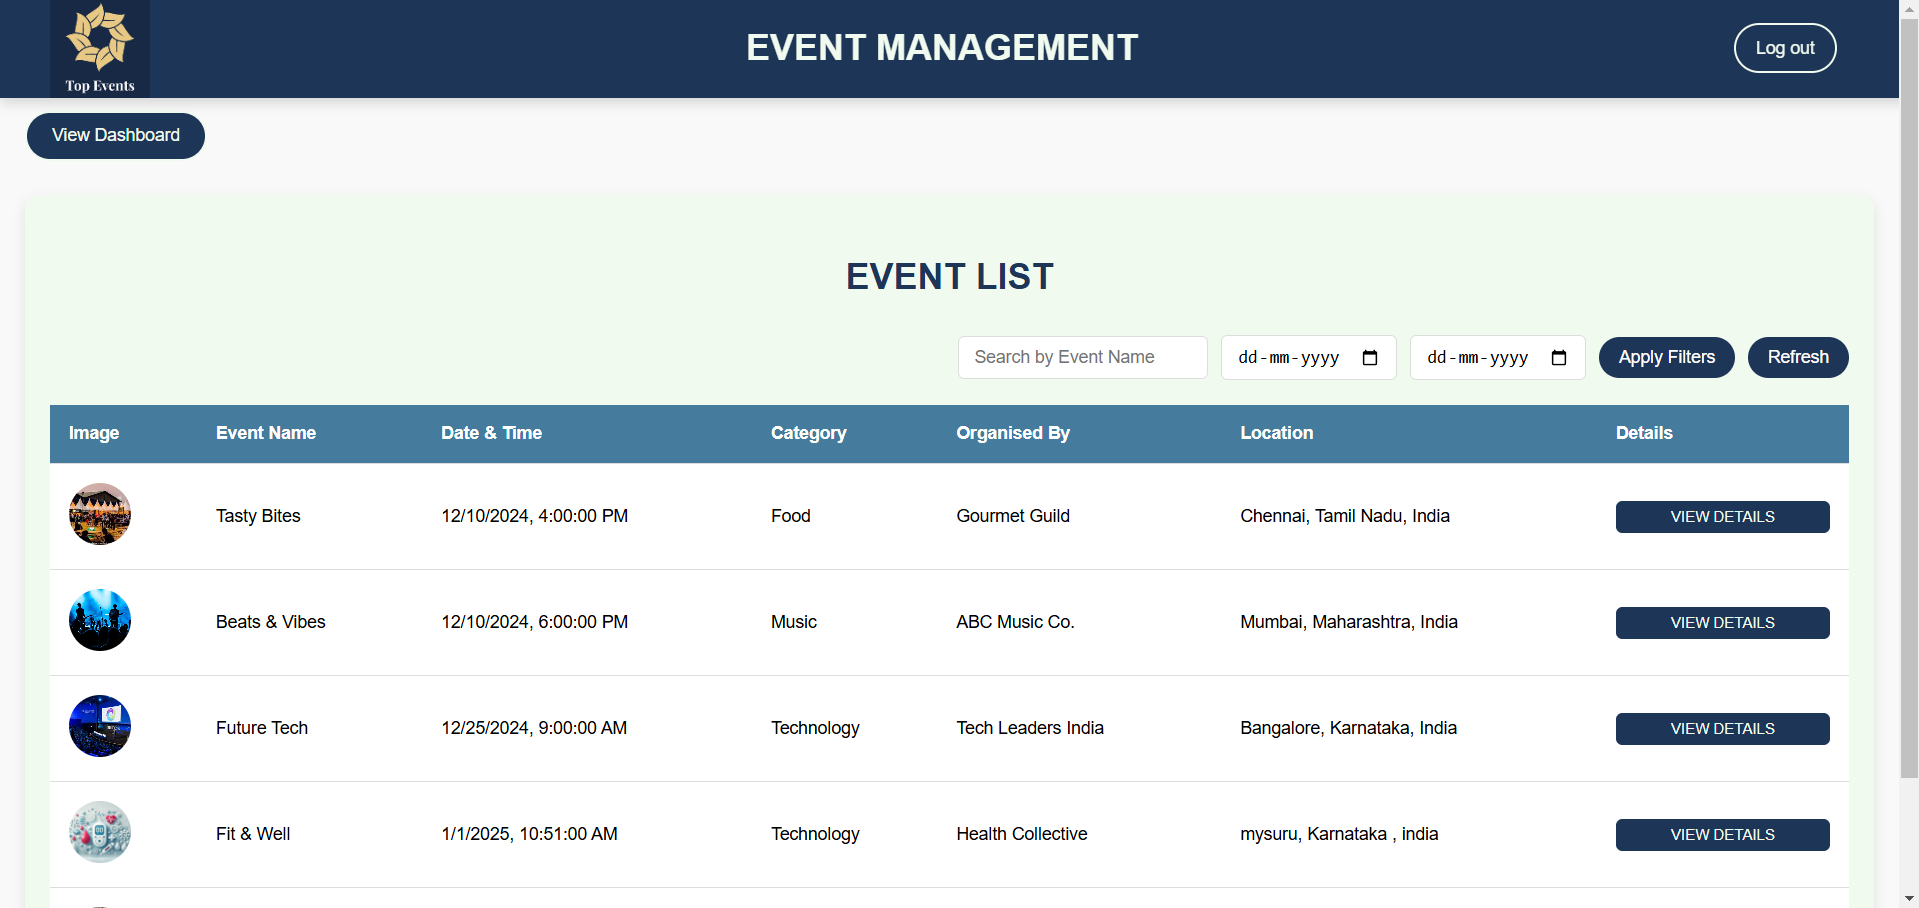 Top Events
EVENT MANAGEMENT
Log out
View Dashboard
EVENT LIST
Search by Event Name dd-mm-yyyy dd-mm-yyyy Apply Filters Refresh
Image Event Name Date & Time Category Organised By Location Details
Tasty Bites 12/10/2024, 4:00:00 PM Food Gourmet Guild Chennai, Tamil Nadu, India VIEW DETAILS
Beats & Vibes 12/10/2024, 6:00:00 PM Music ABC Music Co. Mumbai, Maharashtra, India VIEW DETAILS
Future Tech 12/25/2024, 9:00:00 AM Technology Tech Leaders India Bangalore, Karnataka, India VIEW DETAILS
Fit & Well 1/1/2025, 10:51:00 AM Technology Health Collective mysuru, Karnataka , india VIEW DETAILS